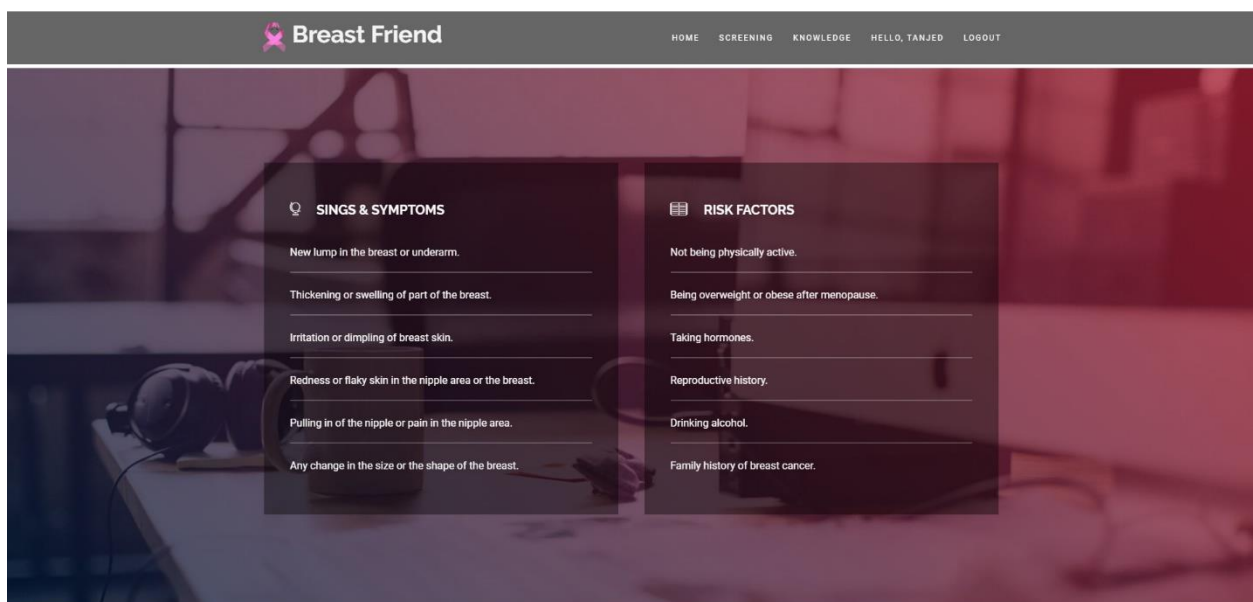 Breast Friend
HOME SCREENING KNOWLEDGE HELLO, TANJED LOGOUT
SINGS & SYMPTOMS
New lump in the breast or underarm.
Thickening or swelling of part of the breast.
Irritation or dimpling of breast skin.
Redness or flaky skin in the nipple area or the breast.
Pulling in of the nipple or pain in the nipple area.
Any change in the size or the shape of the breast.
RISK FACTORS
Not being physically active.
Being overweight or obese after menopause.
Taking hormones.
Reproductive history.
Drinking alcohol.
Family history of breast cancer.